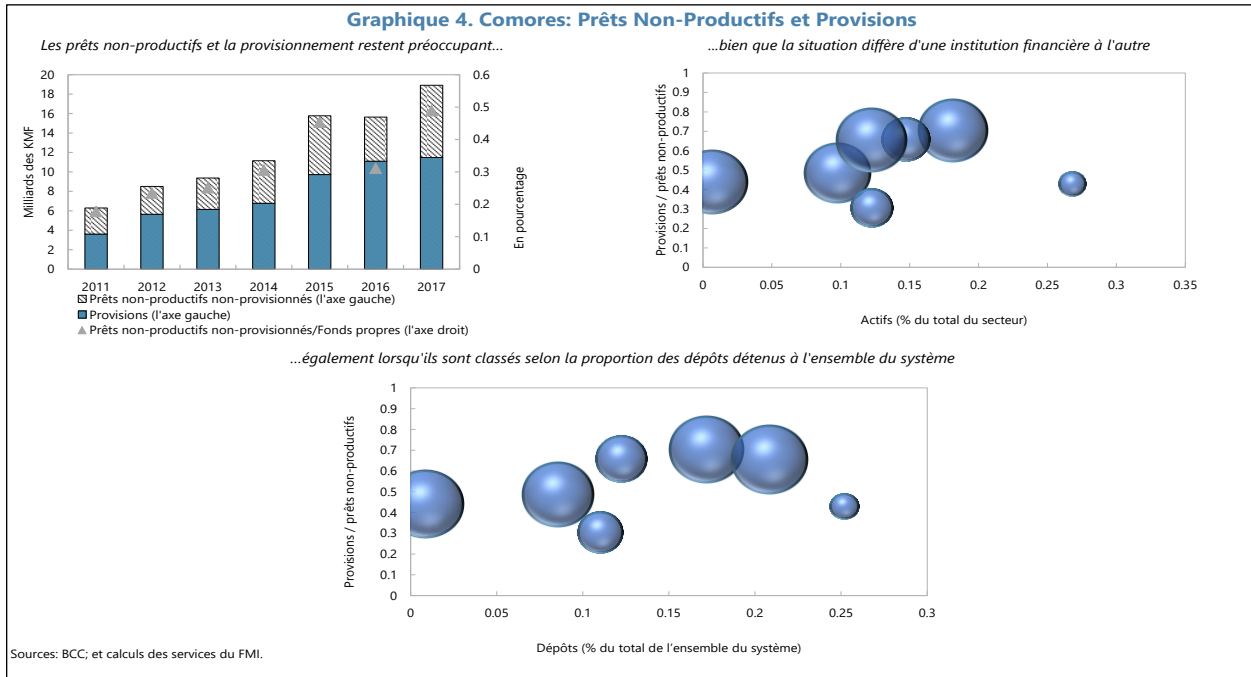 Graphique 4. Comores: Prêts Non-Productifs et Provisions
Les prêts non-productifs et la provisionnement restent préoccupant...
20
18
16
14
12
10
8
6
4
2
0
Milliards des KMF
0.6
0.5
0.4
0.3
0.2
0.1
0
En pourcentage
2011 2012 2013 2014 2015 2016 2017
Prêts non-productifs non-provisionnés (l'axe gauche)
Provisions (l'axe gauche)
Prêts non-productifs non-provisionnés/Fonds propres (l'axe droit)
...bien que la situation diffère d'une institution financière à l'autre
1
0.9
0.8
0.7
0.6
0.5
0.4
0.3
0.2
0.1
0
Provisions / prêts non-productifs
0 0.05 0.1 0.15 0.2 0.25 0.3 0.35
Actifs (% du total du secteur)
...également lorsqu'ils sont classés selon la proportion des dépôts détenus à l'ensemble du système
1
0.9
0.8
0.7
0.6
0.5
0.4
0.3
0.2
0.1
0
Provisions / prêts non-productifs
0 0.05 0.1 0.15 0.2 0.25 0.3
Dépôts (% du total de l'ensemble du système)
Sources: BCC; et calculs des services du FMI.